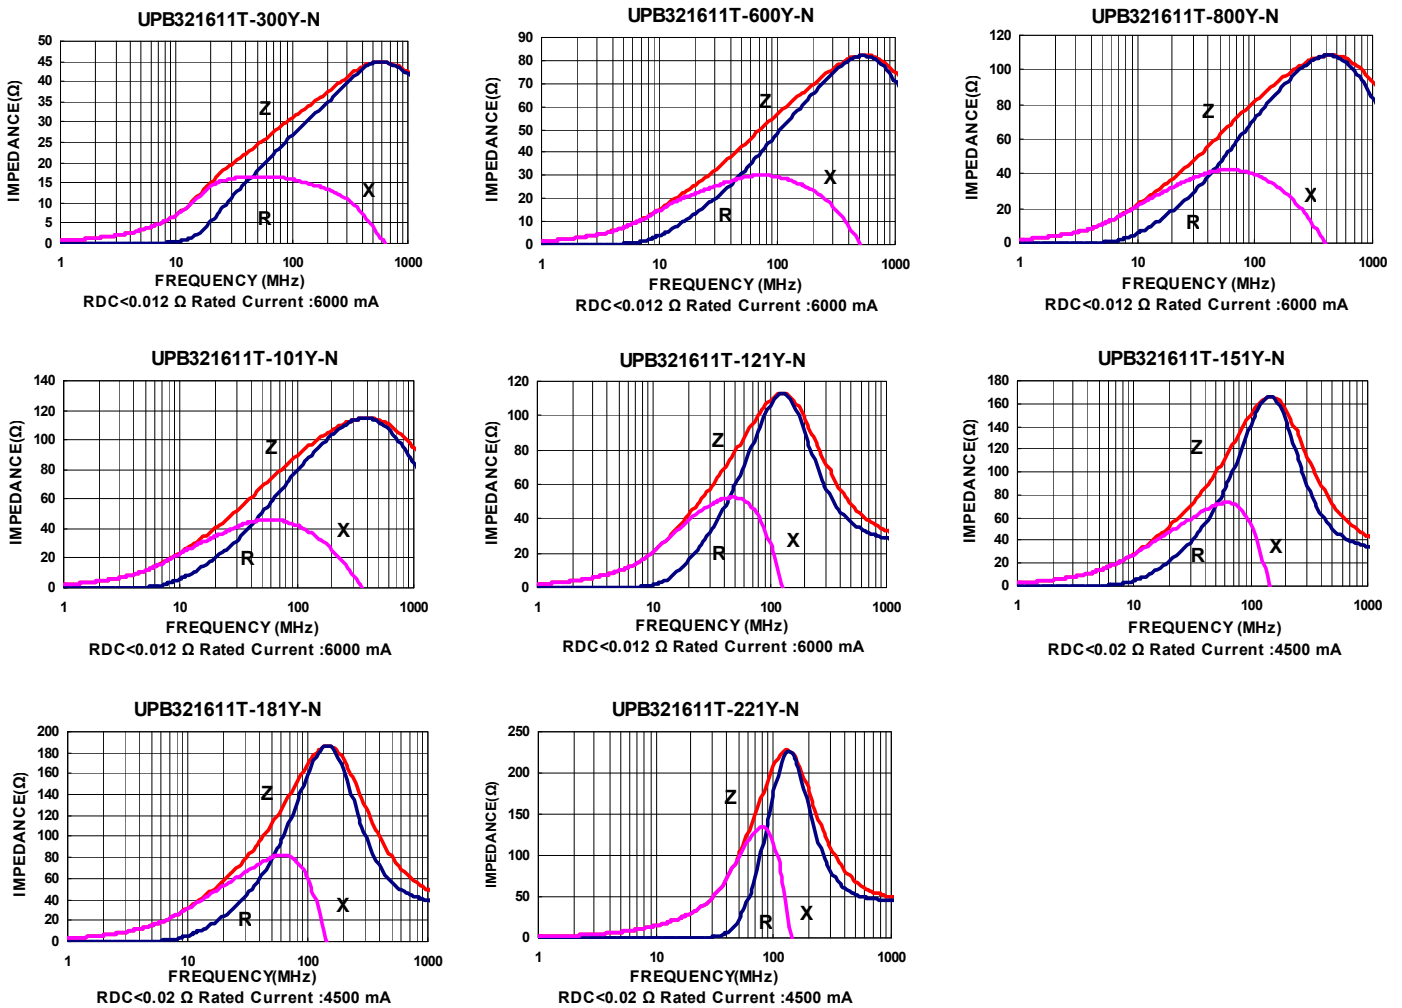 UPB321611T-300Y-N
IMPEDANCE(Ω)
50
45
40
35
30
25
20
15
10
5
0
Z
R
X
1 10 100 1000
FREQUENCY (MHz)
RDC<0.012 Ω Rated Current :6000 mA
UPB321611T-600Y-N
IMPEDANCE(Ω)
90
80
70
60
50
40
30
20
10
0
Z
R
X
1 10 100 1000
FREQUENCY (MHz)
RDC<0.012 Ω Rated Current :6000 mA
UPB321611T-800Y-N
IMPEDANCE(Ω)
120
100
80
60
40
20
0
Z
R
X
1 10 100 1000
FREQUENCY (MHz)
RDC<0.012 Ω Rated Current :6000 mA
UPB321611T-101Y-N
IMPEDANCE(Ω)
140
120
100
80
60
40
20
0
Z
R
X
1 10 100 1000
FREQUENCY (MHz)
RDC<0.012 Ω Rated Current :6000 mA
UPB321611T-121Y-N
IMPEDANCE(Ω)
120
100
80
60
40
20
0
Z
R
X
1 10 100 1000
FREQUENCY (MHz)
RDC<0.012 Ω Rated Current :6000 mA
UPB321611T-151Y-N
IMPEDANCE(Ω)
180
160
140
120
100
80
60
40
20
0
Z
R
X
1 10 100 1000
FREQUENCY (MHz)
RDC<0.02 Ω Rated Current :4500 mA
UPB321611T-181Y-N
IMPEDANCE(Ω)
200
180
160
140
120
100
80
60
40
20
0
Z
R
X
1 10 100 1000
FREQUENCY(MHz)
RDC<0.02 Ω Rated Current :4500 mA
UPB321611T-221Y-N
IMPEDANCE(Ω)
250
200
150
100
50
0
Z
R
X
1 10 100 1000
FREQUENCY(MHz)
RDC<0.02 Ω Rated Current :4500 mA